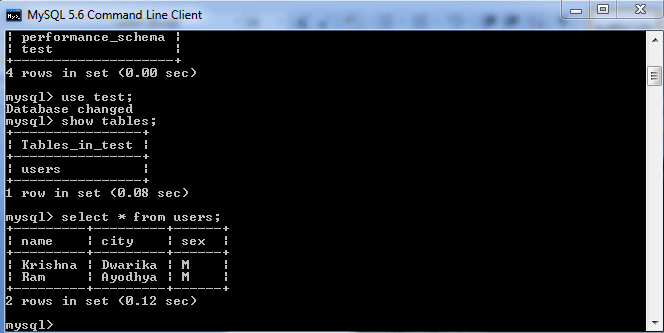 MySQL 5.6 Command Line Client
¦ performance_schema ¦
¦ test               ¦
+--------------------+
4 rows in set (0.00 sec)
mysql> use test;
Database changed
mysql> show tables;
+----------------+
¦ Tables_in_test ¦
+----------------+
¦ users          ¦
+----------------+
1 row in set (0.08 sec)
mysql> select * from users;
+---------+---------+------+
¦ name    ¦ city    ¦ sex  ¦
+---------+---------+------+
¦ Krishna ¦ Dwarika ¦ M    ¦
¦ Ram     ¦ Ayodhya ¦ M    ¦
+---------+---------+------+
2 rows in set (0.12 sec)
mysql>